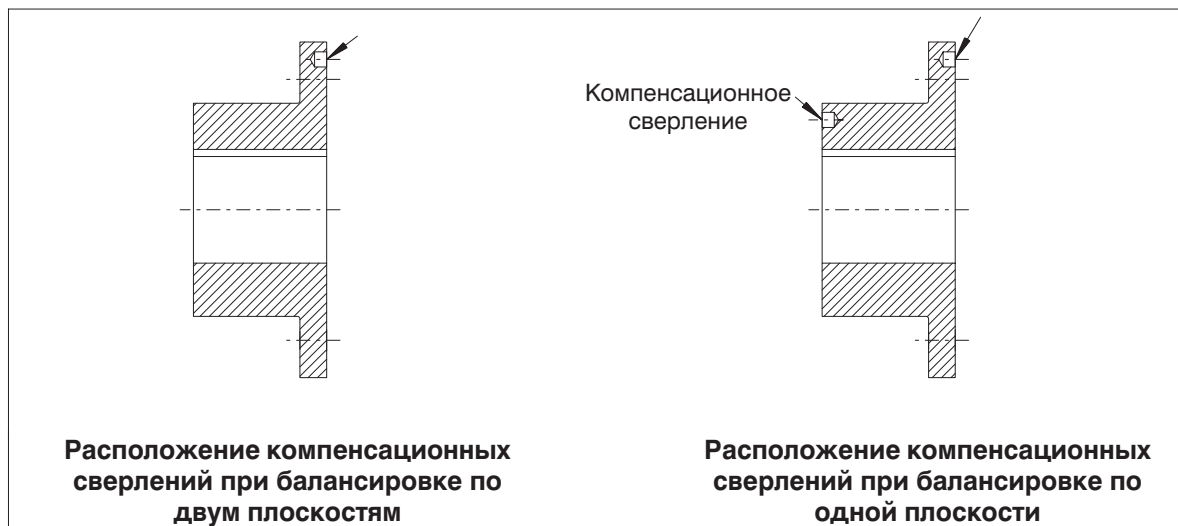 Компенсационное
сверление
Расположение компенсационных
сверлений при балансировке по
двум плоскостям
Расположение компенсационных
сверлений при балансировке по
одной плоскости